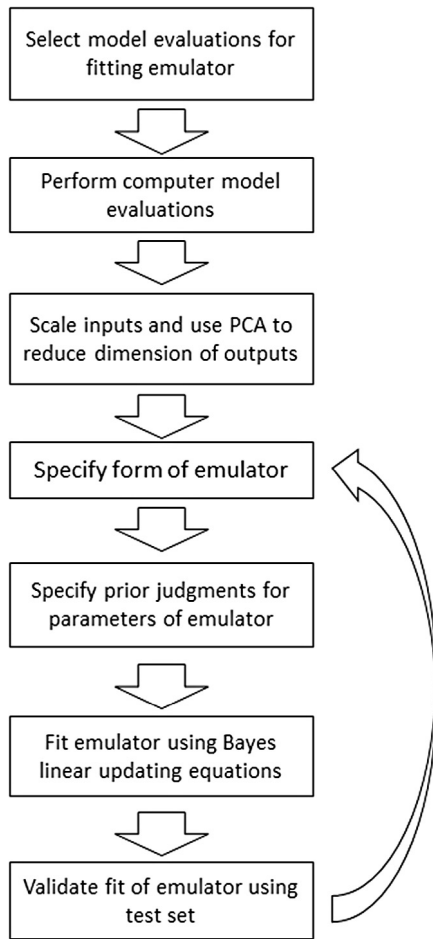 Select model evaluations for
fitting emulator
Perform computer model
evaluations
Scale inputs and use PCA to
reduce dimension of outputs
Specify form of emulator
Specify prior judgments for
parameters of emulator
Fit emulator using Bayes
linear updating equations
Validate fit of emulator using
test set